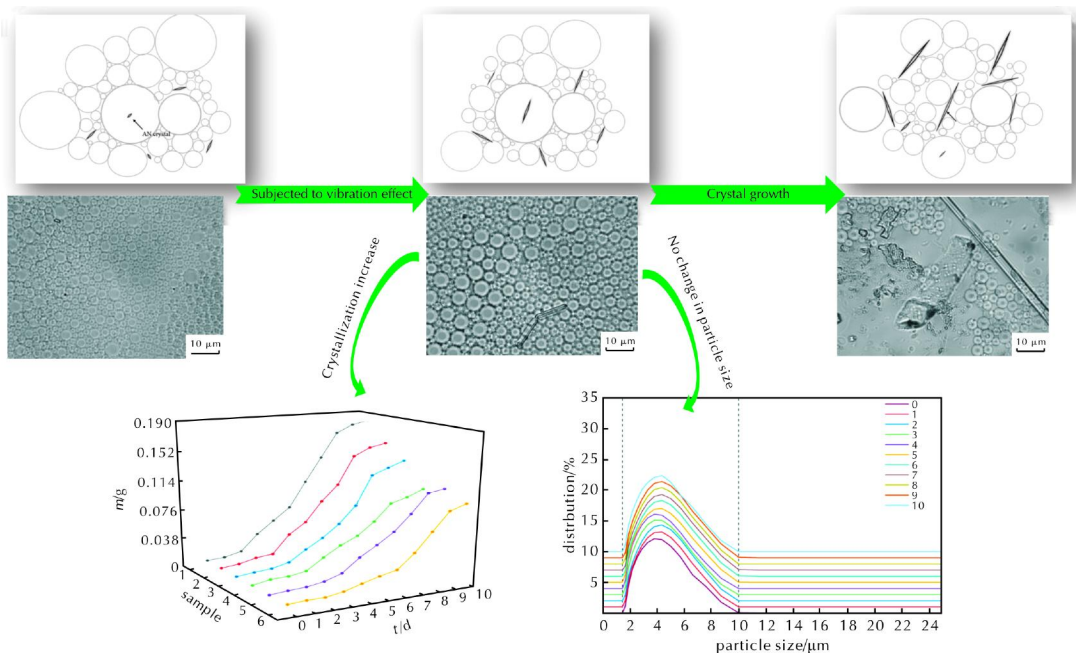 AN crystal
Subjected to vibration effect
Crystal growth
10 μm
10 μm
10 μm
Crystallization increase
No change in particle size
0.190
0.152
0.114
0.076
0.038
0
m/g
1
2
3
4
5
6
sample
0 1 2 3 4 5 6 7 8 9 10
t/d
35
30
25
20
15
10
5
distrbution/%
0 2 4 6 8 10 12 14 16 18 20 22 24
particle size/μm
0
1
2
3
4
5
6
7
8
9
10